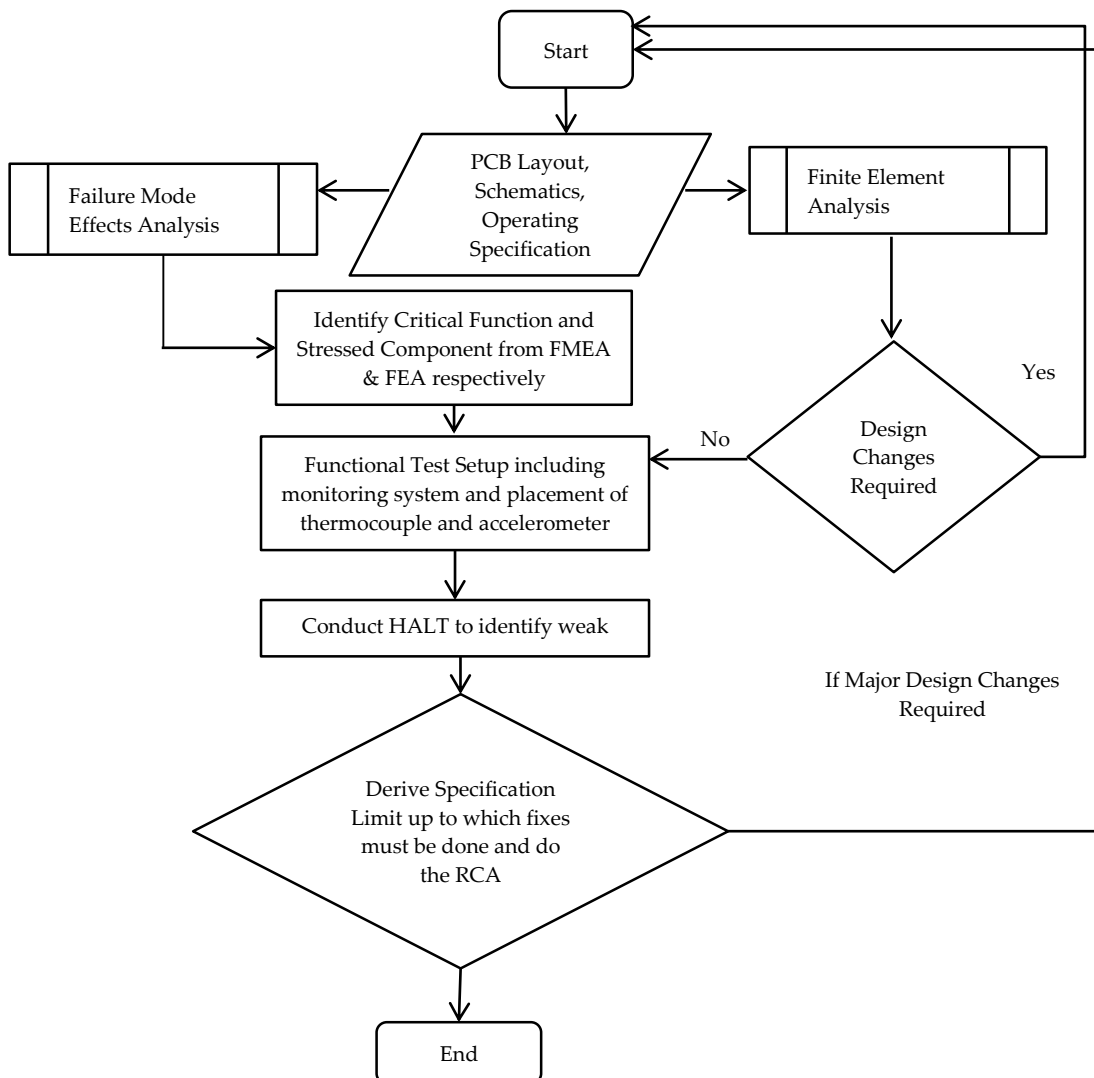 Start
PCB Layout,
Schematics,
Operating
Specification
Failure Mode
Effects Analysis
Finite Element
Analysis
Identify Critical Function and
Stressed Component from FMEA
& FEA respectively
Yes
No
Design
Changes
Required
Functional Test Setup including
monitoring system and placement of
thermocouple and accelerometer
Conduct HALT to identify weak
If Major Design Changes
Required
Derive Specification
Limit up to which fixes
must be done and do
the RCA
End